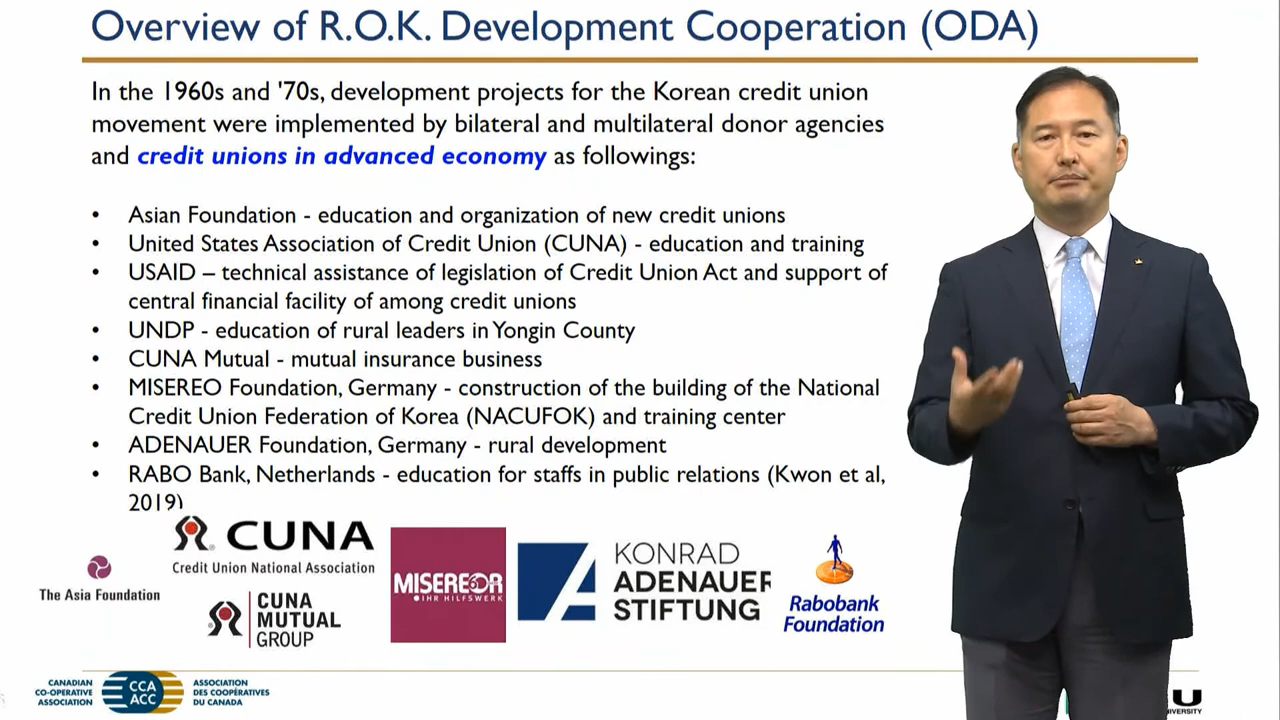 Overview of R.O.K. Development Cooperation (ODA)
In the 1960s and '70s, development projects for the Korean credit union
movement were implemented by bilateral and multilateral donor agencies
and credit unions in advanced economy as followings:
• Asian Foundation - education and organization of new credit unions
• United States Association of Credit Union (CUNA) - education and training
• USAID – technical assistance of legislation of Credit Union Act and support of
central financial facility of among credit unions
• UNDP - education of rural leaders in Yongin County
• CUNA Mutual - mutual insurance business
• MISEREO Foundation, Germany - construction of the building of the National
Credit Union Federation of Korea (NACUFOK) and training center
• ADENAUER Foundation, Germany - rural development
• RABO Bank, Netherlands - education for staffs in public relations (Kwon et al,
2019)
The Asia Foundation
CUNA
Credit Union National Association
CUNA
MUTUAL
GROUP
MISEREOR
IHR HILFSWERK
KONRAD
ADENAUER
STIFTUNG
Rabobank
Foundation
CANADIAN
CO-OPERATIVE
ASSOCIATION
CCA
ACC
ASSOCIATION
DES COOPÉRATIVES
DU CANADA
U